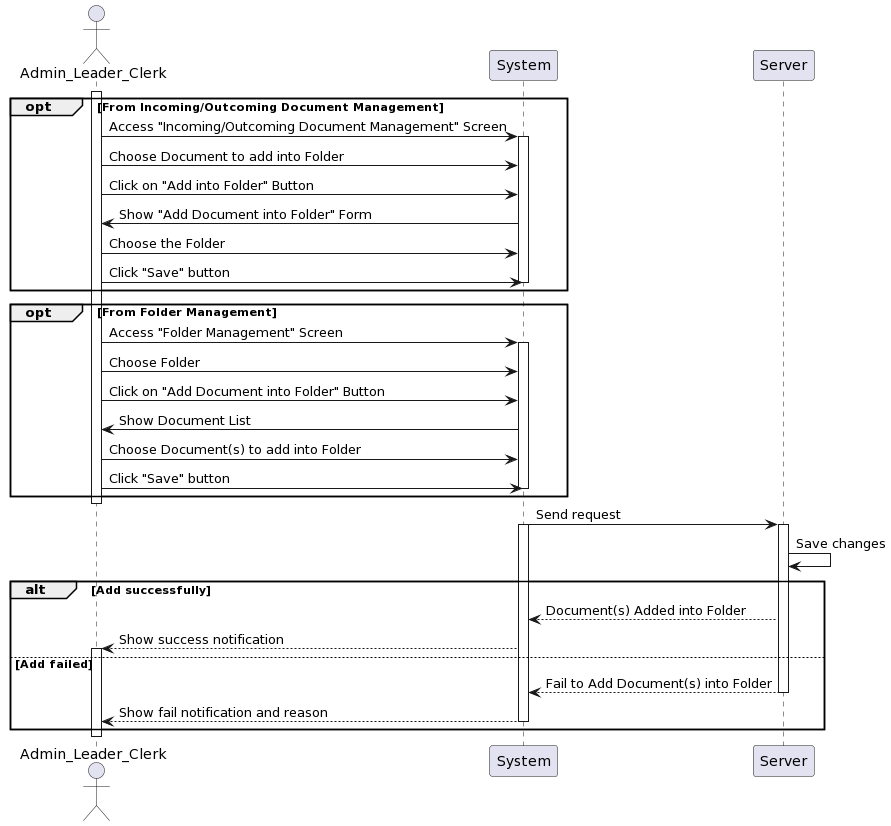 Admin_Leader_Clerk
System
Server
opt
[From Incoming/Outcoming Document Management]
Access "Incoming/Outcoming Document Management" Screen
Choose Document to add into Folder
Click on "Add into Folder" Button
Show "Add Document into Folder" Form
Choose the Folder
Click "Save" button
opt
[From Folder Management]
Access "Folder Management" Screen
Choose Folder
Click on "Add Document into Folder" Button
Show Document List
Choose Document(s) to add into Folder
Click "Save" button
Send request
Save changes
alt
[Add successfully]
Document(s) Added into Folder
Show success notification
[Add failed]
Fail to Add Document(s) into Folder
Show fail notification and reason
Admin_Leader_Clerk
System
Server